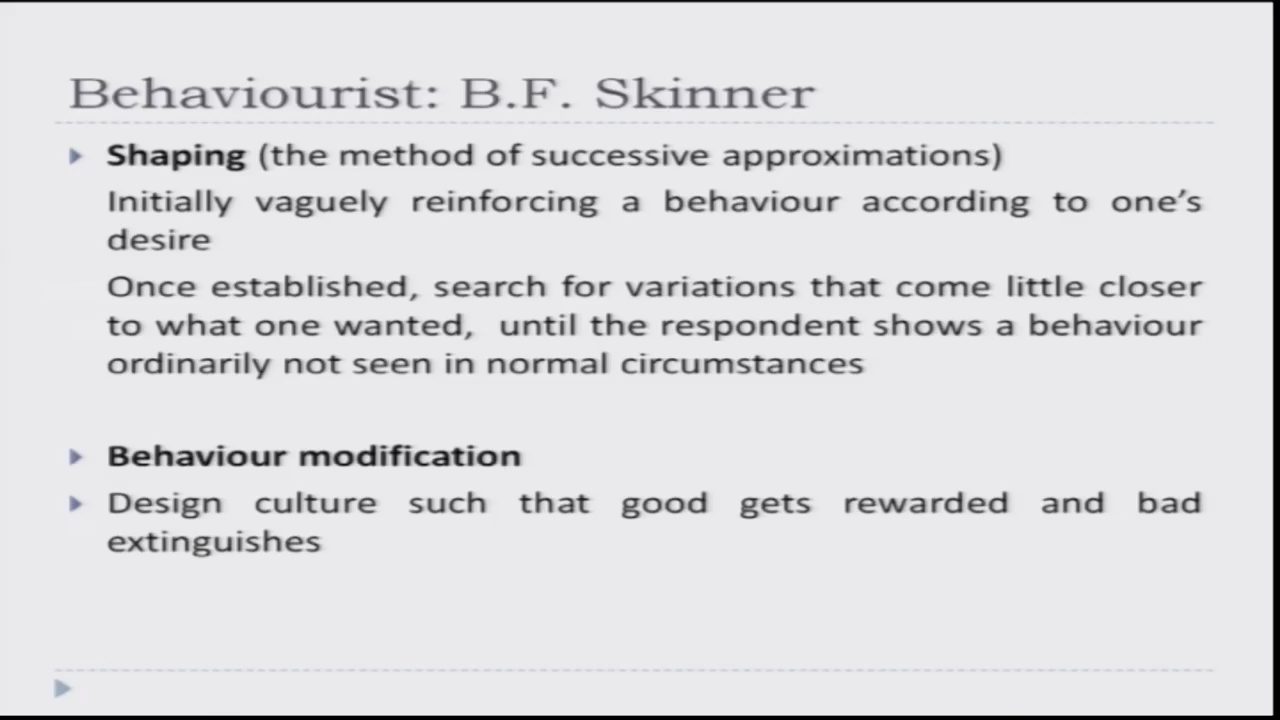 Behaviourist: B.F. Skinner
Shaping (the method of successive approximations)
Initially vaguely reinforcing a behaviour according to one's
desire
Once established, search for variations that come little closer
to what one wanted, until the respondent shows a behaviour
ordinarily not seen in normal circumstances
Behaviour modification
Design culture such that good gets rewarded and bad
extinguishes